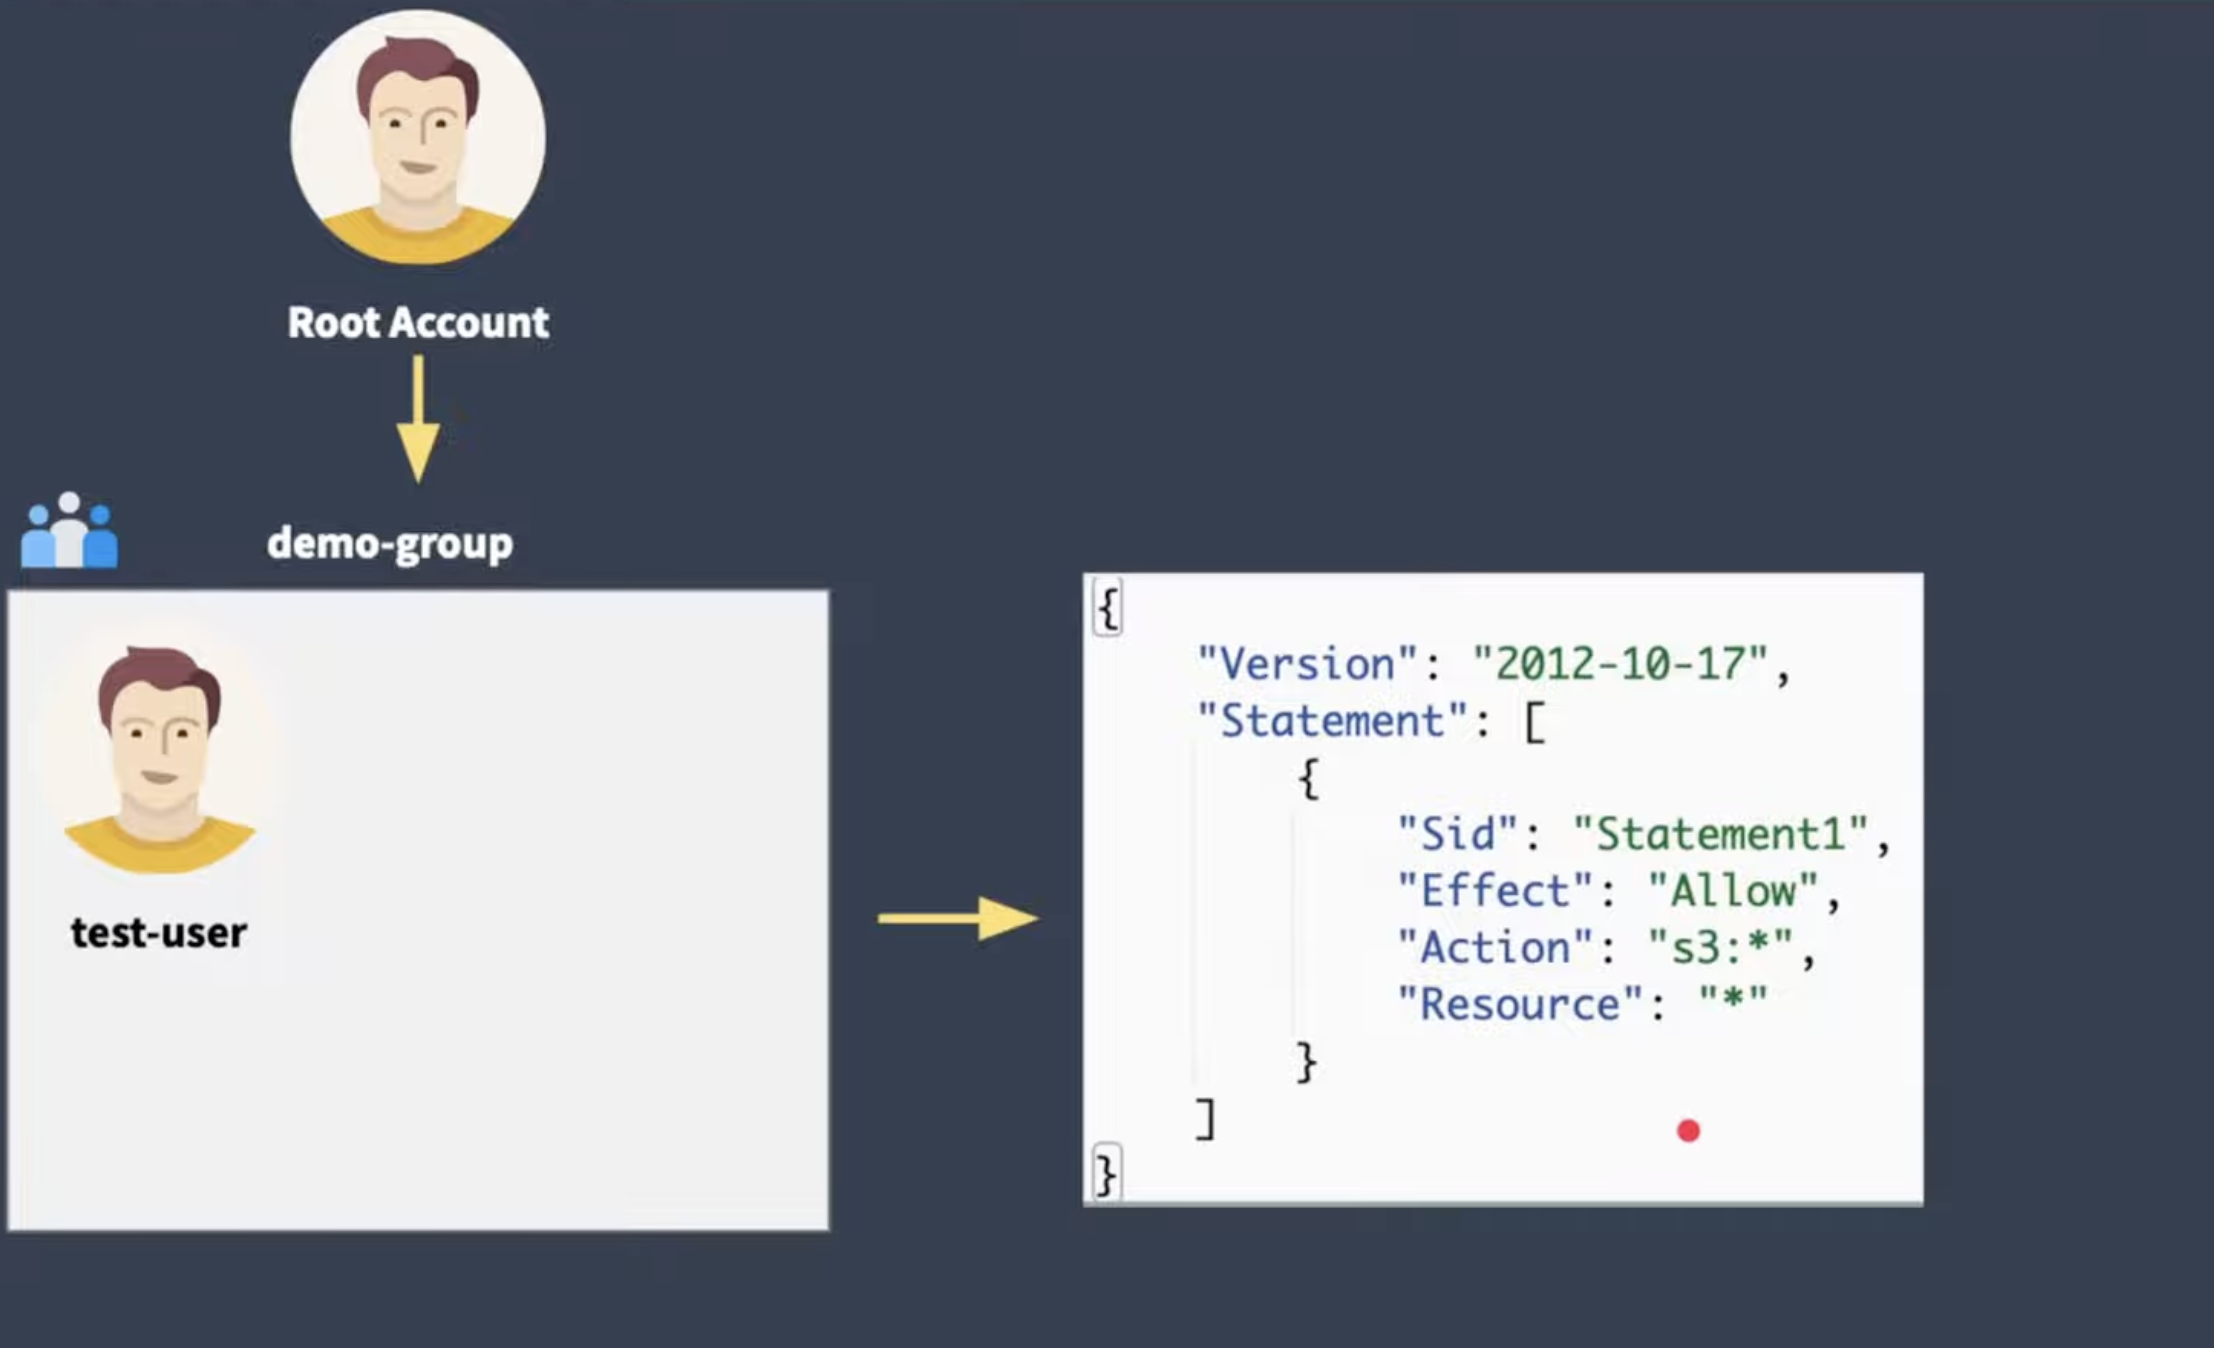 Root Account
demo-group
test-user
{
"Version": "2012-10-17",
"Statement": [
{
"Sid": "Statement1",
"Effect": "Allow",
"Action": "s3:*",
"Resource": "*"
}
]
}